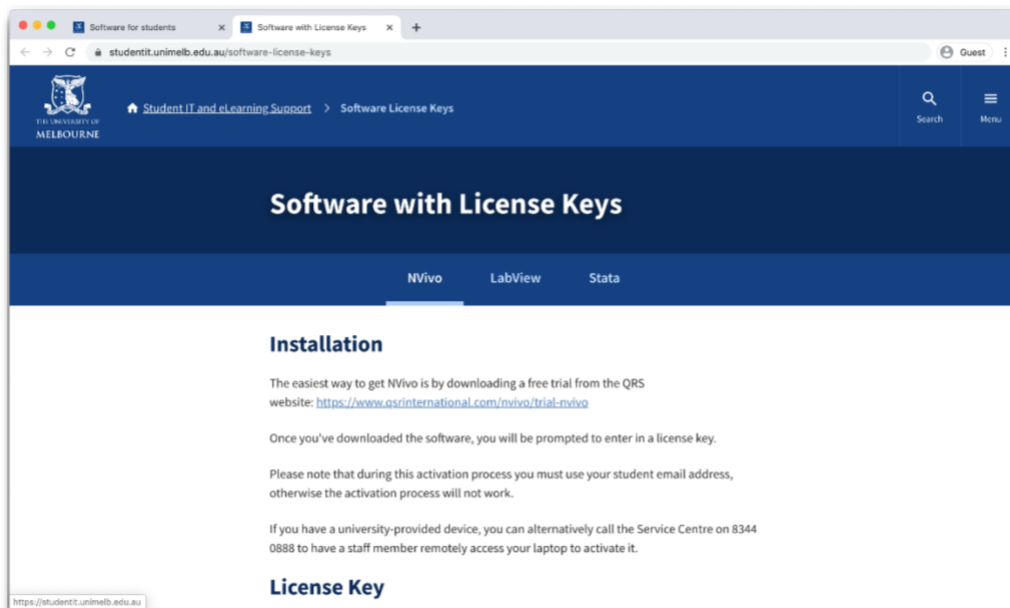 Software for students
Software with License Keys
studentit.unimelb.edu.au/software-license-keys
Guest
THE UNIVERSITY OF
MELBOURNE
Student IT and eLearning Support > Software License Keys
Search
Menu
Software with License Keys
NVivo LabView Stata
Installation
The easiest way to get NVivo is by downloading a free trial from the QRS
website: https://www.qsrinternational.com/nvivo/trial-nvivo
Once you've downloaded the software, you will be prompted to enter in a license key.
Please note that during this activation process you must use your student email address,
otherwise the activation process will not work.
If you have a university-provided device, you can alternatively call the Service Centre on 8344
0888 to have a staff member remotely access your laptop to activate it.
License Key
https://studentit.unimelb.edu.au